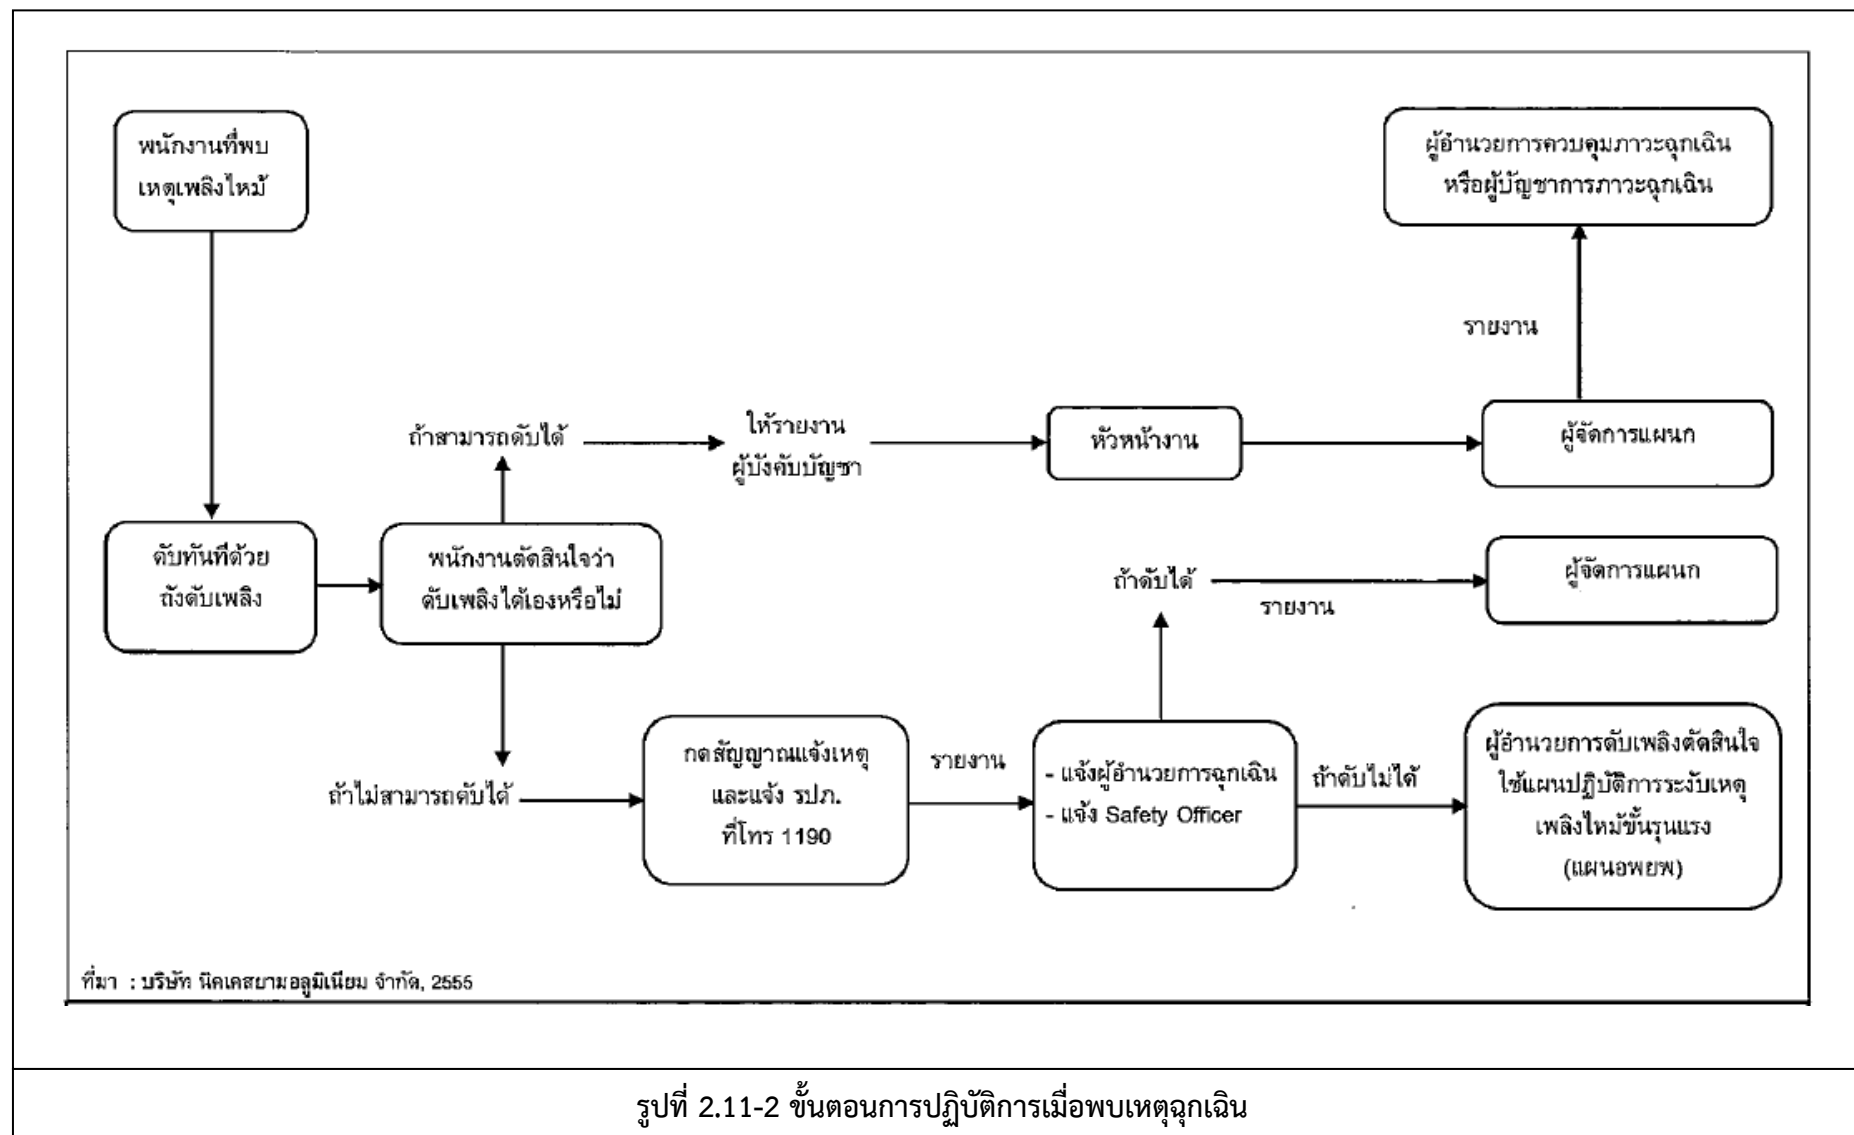 พนักงานที่พบ
เหตุเพลิงไหม้
ผู้อำนวยการควบคุมภาวะฉุกเฉิน
หรือผู้บัญชาการภาวะฉุกเฉิน
รายงาน
ถ้าสามารถดับได้
ให้รายงาน
ผู้บังคับบัญชา
หัวหน้างาน
ผู้จัดการแผนก
ดับทันทีด้วย
ถังดับเพลิง
พนักงานตัดสินใจว่า
ดับเพลิงได้เองหรือไม่
ถ้าดับได้
รายงาน
ผู้จัดการแผนก
ถ้าไม่สามารถดับได้
กดสัญญาณแจ้งเหตุ
และแจ้ง รปภ.
ที่โทร 1190
รายงาน
- แจ้งผู้อำนวยการฉุกเฉิน
- แจ้ง Safety Officer
ถ้าดับไม่ได้
ผู้อำนวยการดับเพลิงตัดสินใจ
ใช้แผนปฏิบัติการระงับเหตุ
เพลิงไหม้ขั้นรุนแรง
(แผนอพยพ)
ที่มา : บริษัท นิคเคสยามอลูมิเนียม จำกัด, 2555
รูปที่ 2.11-2 ขั้นตอนการปฏิบัติการเมื่อพบเหตุฉุกเฉิน